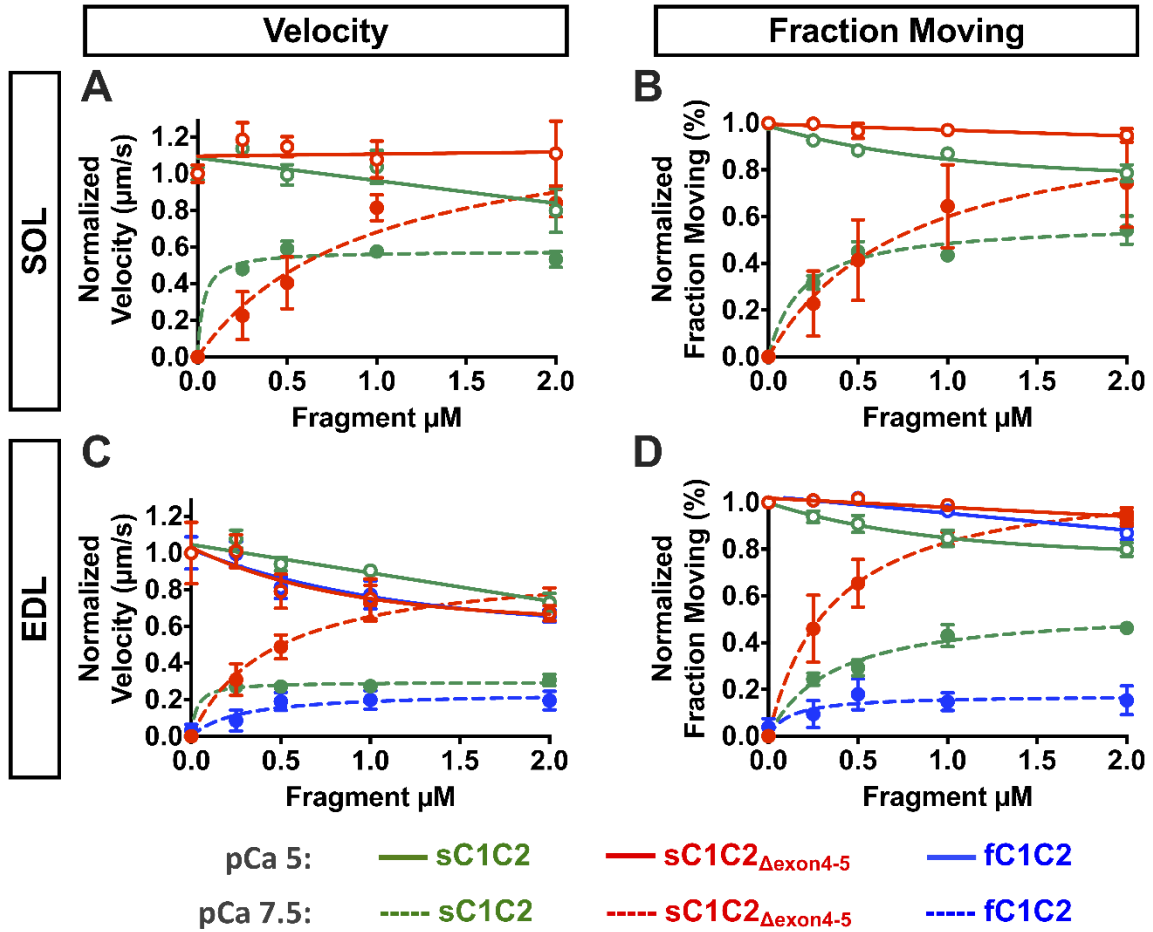 Velocity
Fraction Moving
SOL
A
Normalized
Velocity (µm/s)
1.2
1.0
0.8
0.6
0.4
0.2
0.0
0.0 0.5 1.0 1.5 2.0
Fragment µM
B
Normalized
Fraction Moving (%)
1.0
0.8
0.6
0.4
0.2
0.0
0.0 0.5 1.0 1.5 2.0
Fragment µM
EDL
C
Normalized
Velocity (µm/s)
1.2
1.0
0.8
0.6
0.4
0.2
0.0
0.0 0.5 1.0 1.5 2.0
Fragment µM
D
Normalized
Fraction Moving (%)
1.0
0.8
0.6
0.4
0.2
0.0
0.0 0.5 1.0 1.5 2.0
Fragment µM
pCa 5: sC1C2 sC1C2Δexon4-5 fC1C2
pCa 7.5: sC1C2 sC1C2Δexon4-5 fC1C2